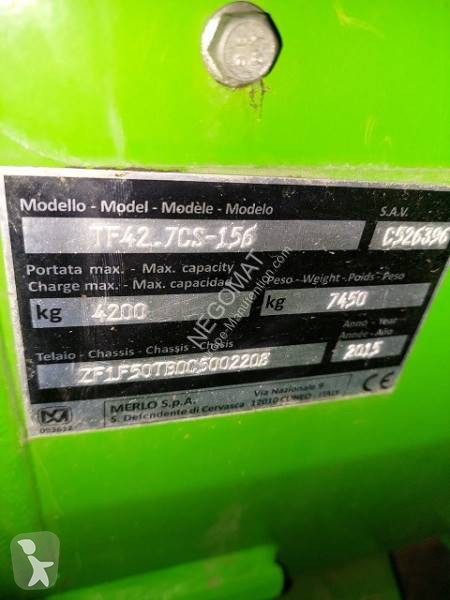 Modello - Model - Modèle - Modelo S.A.V.
TF42.7CS-156 C526396
Portata max. - Max. capacity
Charge max. - Max. capacidad
Peso - Weight - Poids - Peso
kg 4200 kg 7450
Anno - Year
Année - Año
Telaio - Chassis - Châssis - Chasis
ZF1F50TB0C5002208 2015
MERLO S.p.A.
S. Defendente di Cervasca
Via Nazionale 9
12010 CUNEO - ITALY
CE
NEGOMAT